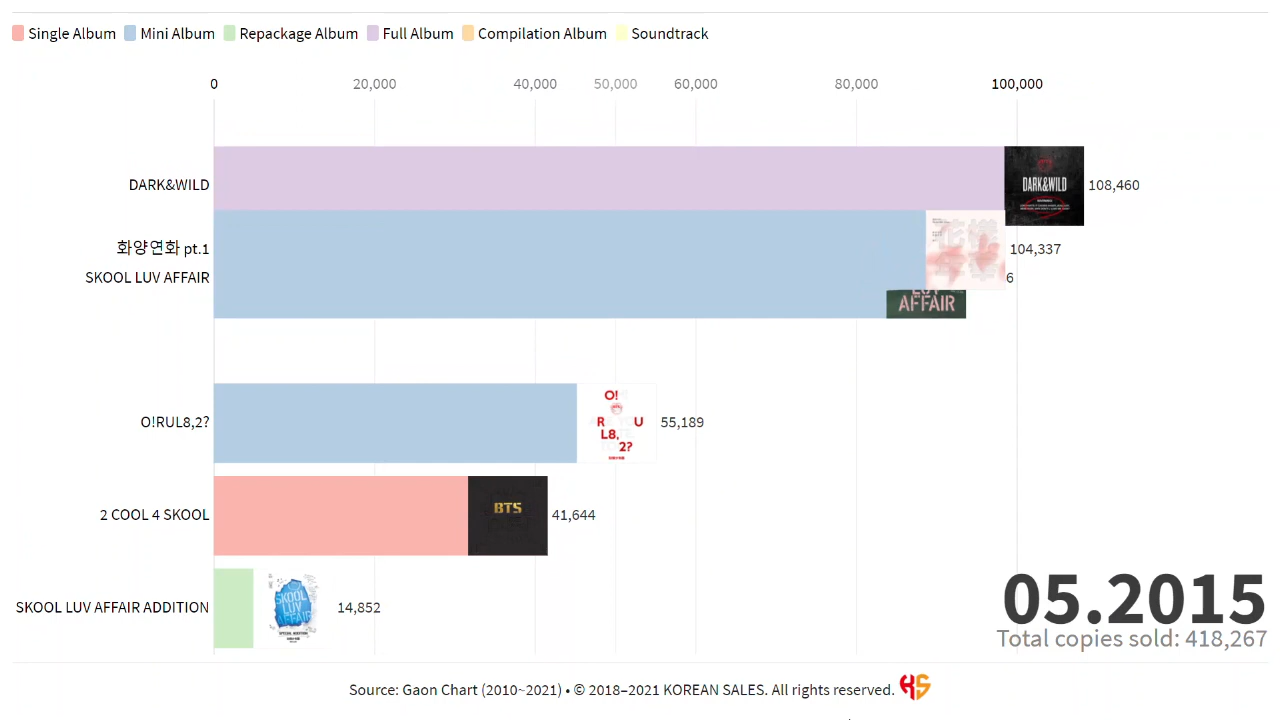 Single Album Mini Album Repackage Album Full Album Compilation Album Soundtrack
0 20,000 40,000 50,000 60,000 80,000 100,000
DARK&WILD DARK&WILD 108,460
화양연화 pt.1 104,337
SKOOL LUV AFFAIR 6
AFFAIR
O!
R U
L8,
2?
O!RUL8,2? 55,189
BTS
2 COOL 4 SKOOL 41,644
SKOOL
LUV
AFFAIR
SKOOL LUV AFFAIR ADDITION 14,852
05.2015
Total copies sold: 418,267
Source: Gaon Chart (2010~2021) • © 2018–2021 KOREAN SALES. All rights reserved. KS